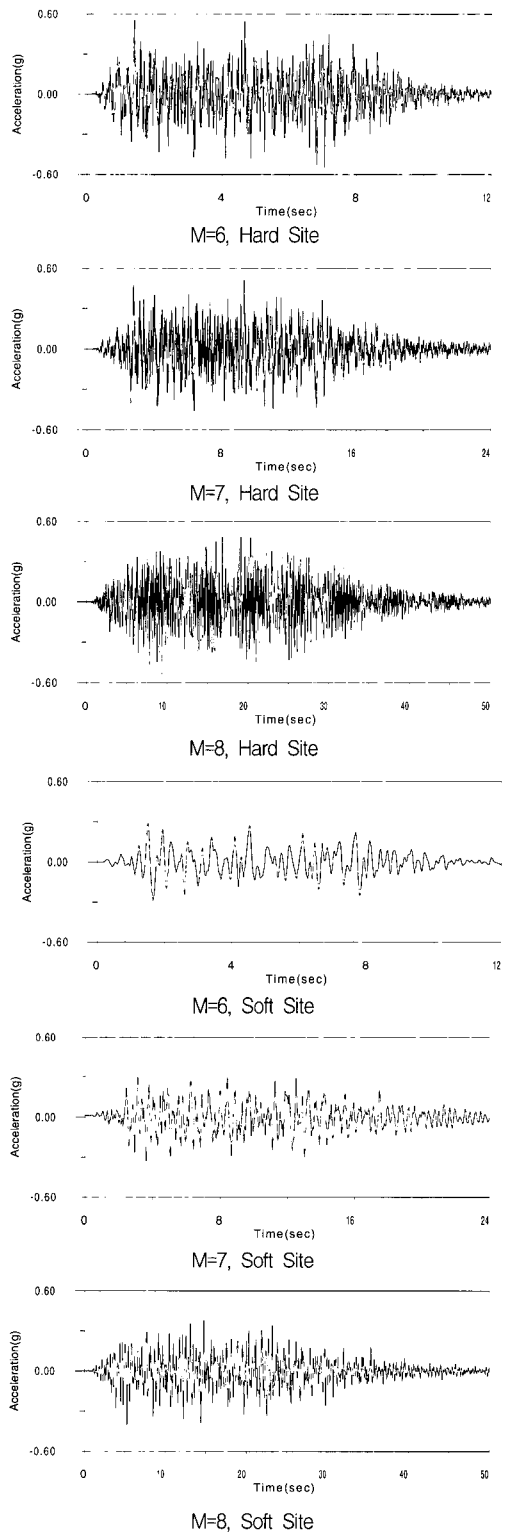 0.60
Acceleration(g)
0.00
-0.60
0 4 8 12
Time(sec)
M=6, Hard Site
0.60
Acceleration(g)
0.00
-0.60
0 8 16 24
Time(sec)
M=7, Hard Site
0.60
Acceleration(g)
0.00
-0.60
0 10 20 30 40 50
Time(sec)
M=8, Hard Site
0.60
Acceleration(g)
0.00
-0.60
0 4 8 12
Time(sec)
M=6, Soft Site
0.60
Acceleration(g)
0.00
-0.60
0 8 16 24
Time(sec)
M=7, Soft Site
0.60
Acceleration(g)
0.00
-0.60
0 10 20 30 40 50
Time(sec)
M=8, Soft Site